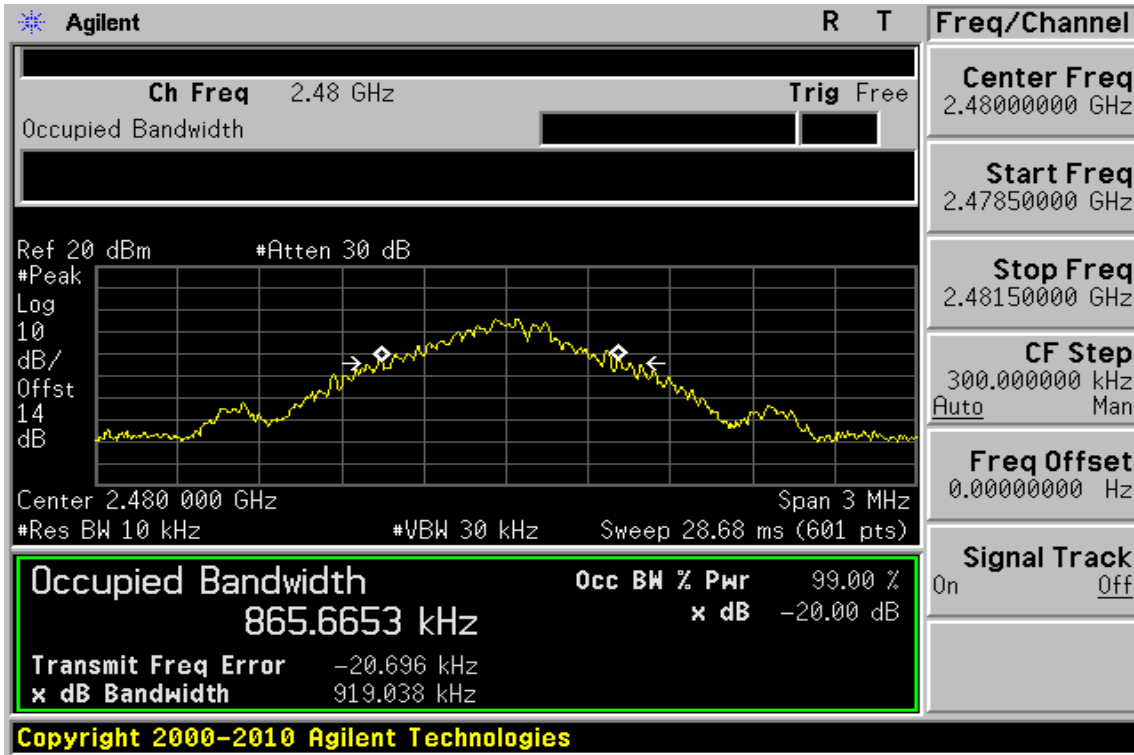 Agilent R T
Freq/Channel
Ch Freq 2.48 GHz Trig Free
Occupied Bandwidth
Center Freq
2.48000000 GHz
Start Freq
2.47850000 GHz
Stop Freq
2.48150000 GHz
CF Step
300.000000 kHz
Auto Man
Freq Offset
0.00000000 Hz
Signal Track
On Off
Ref 20 dBm #Atten 30 dB
#Peak
Log
10
dB/
Offst
14
dB
Center 2.480 000 GHz Span 3 MHz
#Res BW 10 kHz #VBW 30 kHz Sweep 28.68 ms (601 pts)
Occupied Bandwidth Occ BW % Pwr 99.00 %
865.6653 kHz x dB -20.00 dB
Transmit Freq Error -20.696 kHz
x dB Bandwidth 919.038 kHz
Copyright 2000-2010 Agilent Technologies